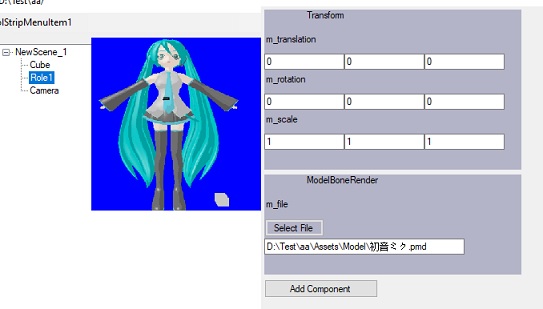 D:\Test\aa/
olStripMenuItem1
NewScene_1
Cube
Role1
Camera
Transform
m_translation
0 0 0
m_rotation
0 0 0
m_scale
1 1 1
ModelBoneRender
m_file
Select File
D:\Test\aa\Assets\Model\初音ミク.pmd
Add Component